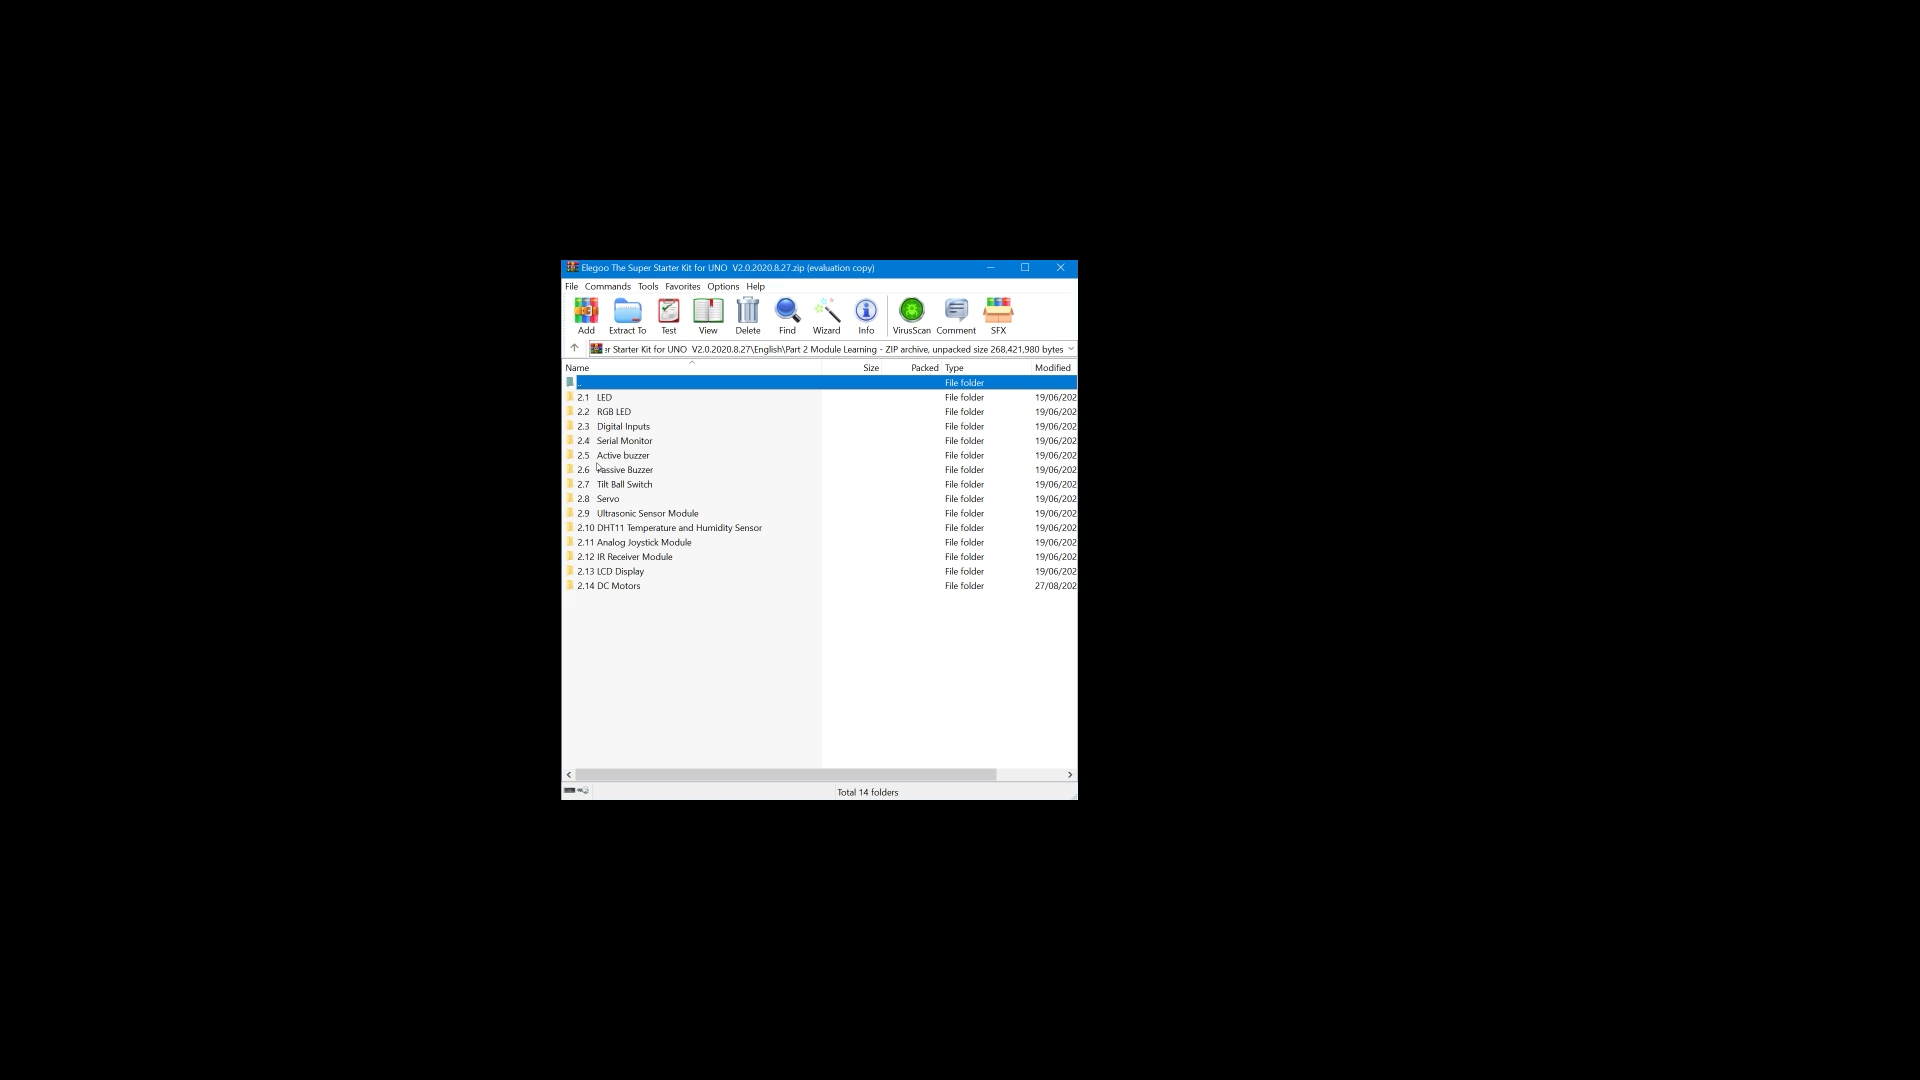 Elegoo The Super Starter Kit for UNO  V2.0.2020.8.27.zip (evaluation copy)
File Commands Tools Favorites Options Help
Add Extract To Test View Delete Find Wizard Info VirusScan Comment SFX
er Starter Kit for UNO  V2.0.2020.8.27\English\Part 2 Module Learning - ZIP archive, unpacked size 268,421,980 bytes
Name Size Packed Type Modified
.. File folder
2.1 LED File folder 19/06/202
2.2 RGB LED File folder 19/06/202
2.3 Digital Inputs File folder 19/06/202
2.4 Serial Monitor File folder 19/06/202
2.5 Active buzzer File folder 19/06/202
2.6 Passive Buzzer File folder 19/06/202
2.7 Tilt Ball Switch File folder 19/06/202
2.8 Servo File folder 19/06/202
2.9 Ultrasonic Sensor Module File folder 19/06/202
2.10 DHT11 Temperature and Humidity Sensor File folder 19/06/202
2.11 Analog Joystick Module File folder 19/06/202
2.12 IR Receiver Module File folder 19/06/202
2.13 LCD Display File folder 19/06/202
2.14 DC Motors File folder 27/08/202
Total 14 folders